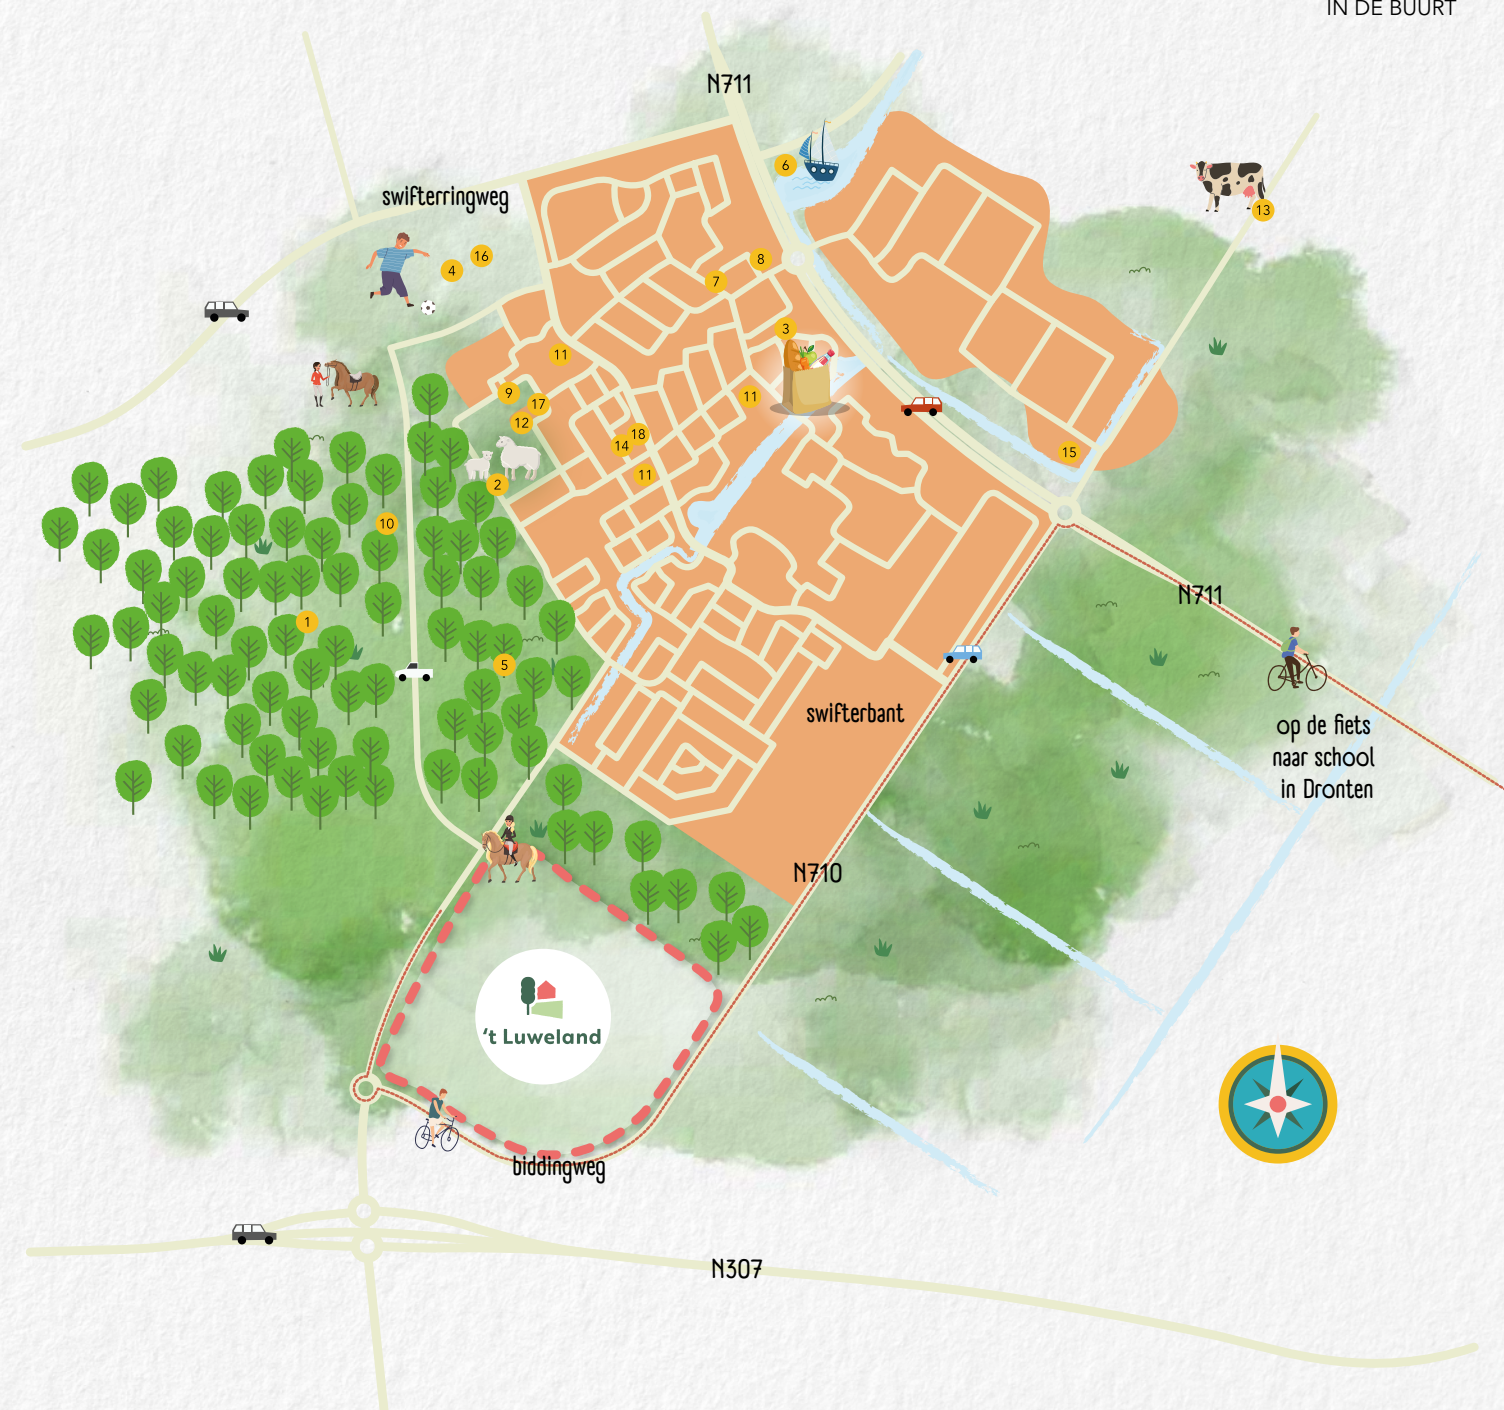 IN DE BUURT
N711
6
swifterringweg
13
16
4
8
7
3
11
9
17
11
12
18
14
15
11
2
10
N711
1
5
swifterbant
op de fiets
naar school
in Dronten
N710
't Luweland
biddingweg
N307